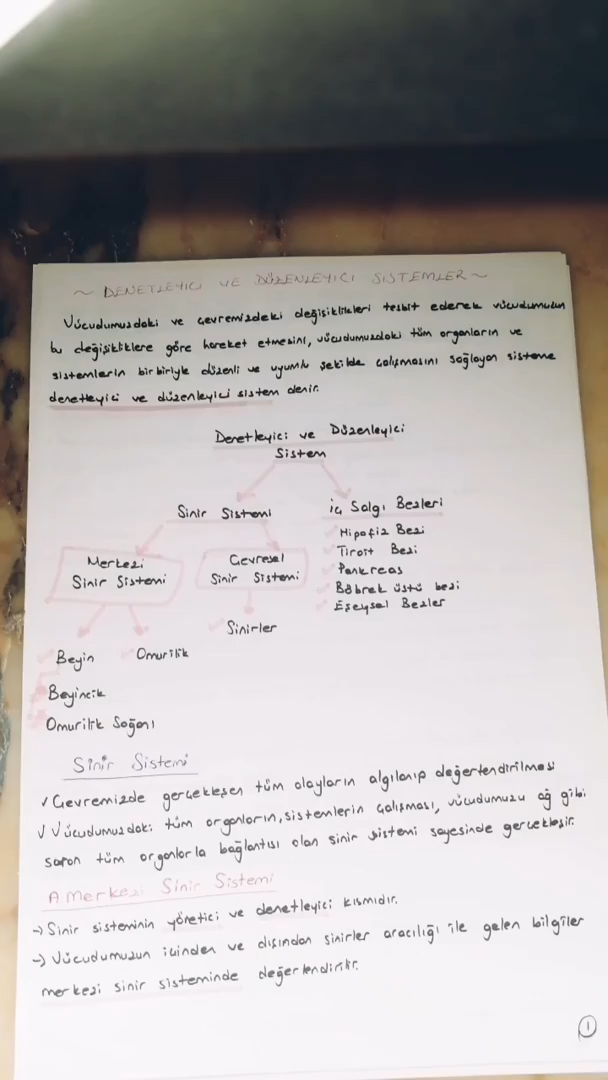 ~ DENETLEYİCİ VE DÜZENLEYİCİ SİSTEMLER ~
Vücudumuzdaki ve çevremizdeki değişiklikleri tesbit ederek vücudumuzun
bu değişikliklere göre hareket etmesini, vücudumuzdaki tüm organların ve
sistemlerin birbiriyle düzenli ve uyumlu şekilde çalışmasını sağlayan sisteme
denetleyici ve düzenleyici sistem denir.
Denetleyici ve Düzenleyici
Sistem
Sinir Sistemi
İç Salgı Bezleri
Hipofiz Bezi
Tiroit Bezi
Pankreas
Böbrek üstü bezi
Eşeysel Bezler
Merkezi
Sinir Sistemi
Çevresel
Sinir Sistemi
Sinirler
Beyin
Omurilik
Beyincik
Omurilik Soğanı
Sinir Sistemi
✓ Çevremizde gerçekleşen tüm olayların algılanıp değerlendirilmesi
✓ Vücudumuzdaki tüm organların, sistemlerin çalışması, vücudumuzu ağ gibi
saran tüm organlarla bağlantısı olan sinir sistemi sayesinde gerçekleşir.
A Merkezi Sinir Sistemi
→ Sinir sisteminin yönetici ve denetleyici kısmıdır.
→ Vücudumuzun içinden ve dışından sinirler aracılığı ile gelen bilgiler
merkezi sinir sisteminde değerlendirilir.
1